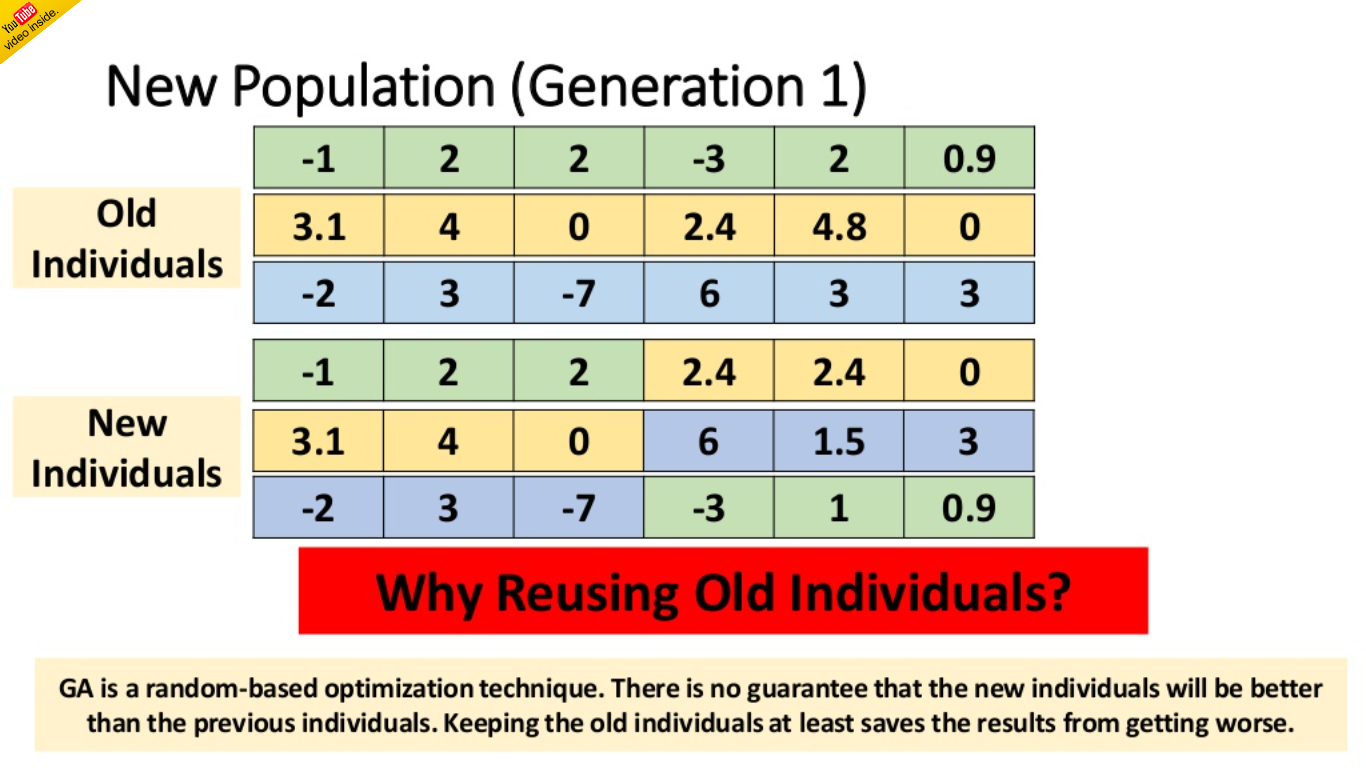 YouTube
video inside.
New Population (Generation 1)
-1 2 2 -3 2 0.9
Old
Individuals
3.1 4 0 2.4 4.8 0
-2 3 -7 6 3 3
-1 2 2 2.4 2.4 0
New
Individuals
3.1 4 0 6 1.5 3
-2 3 -7 -3 1 0.9
Why Reusing Old Individuals?
GA is a random-based optimization technique. There is no guarantee that the new individuals will be better
than the previous individuals. Keeping the old individuals at least saves the results from getting worse.